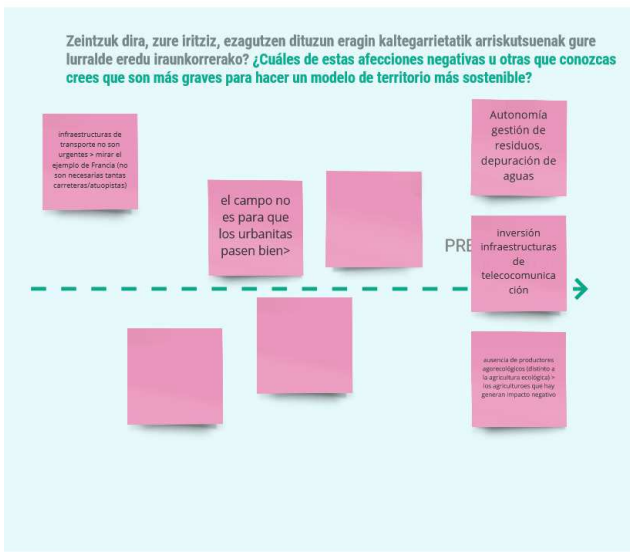 Zeintzuk dira, zure iritziz, ezagutzen dituzun eragin kaltegarrietatik arriskutsuenak gure
lurralde eredu iraunkorrerako? ¿Cuáles de estas afecciones negativas u otras que conozcas
crees que son más graves para hacer un modelo de territorio más sostenible?
infraestructuras de
transporte no son
urgentes > mirar el
ejemplo de Francia (no
son necesarias tantas
carreteras/atuopistas)
el campo no
es para que
los urbanitas
pasen bien>
Autonomía
gestión de
residuos,
depuración de
aguas
PRE
inversión
infraestructuras
de
telecocomunica
ción
ausencia de productores
agorecológicos (distinto a
la agricultura ecológica) >
los agriculturoes que hay
generan impacto negativo